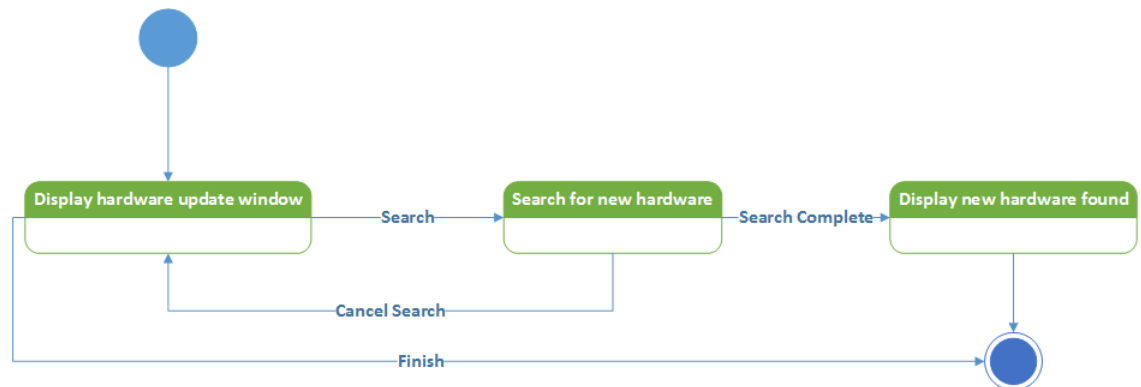 Display hardware update window
Search
Search for new hardware
Search Complete
Display new hardware found
Cancel Search
Finish